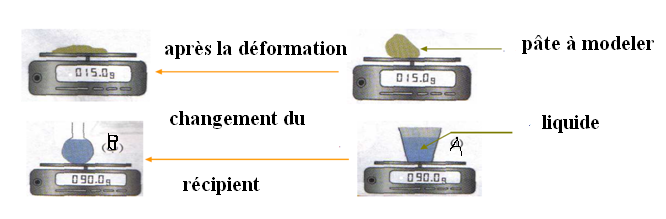 après la déformation
pâte à modeler
015.0g
015.0g
changement du
récipient
liquide
B
A
090.0g
090.0g